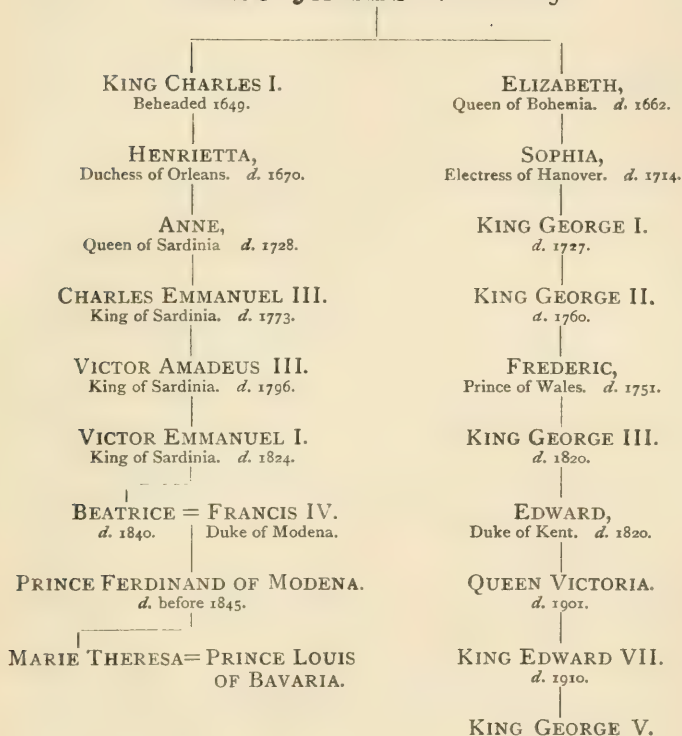 KING CHARLES I.
Beheaded 1649.
HENRIETTA,
Duchess of Orleans. d. 1670.
ANNE,
Queen of Sardinia d. 1728.
CHARLES EMMANUEL III.
King of Sardinia. d. 1773.
VICTOR AMADEUS III.
King of Sardinia. d. 1796.
VICTOR EMMANUEL I.
King of Sardinia. d. 1824.
BEATRICE = FRANCIS IV.
d. 1840. Duke of Modena.
PRINCE FERDINAND OF MODENA.
d. before 1845.
MARIE THERESA = PRINCE LOUIS
OF BAVARIA.
ELIZABETH,
Queen of Bohemia. d. 1662.
SOPHIA,
Electress of Hanover. d. 1714.
KING GEORGE I.
d. 1727.
KING GEORGE II.
d. 1760.
FREDERIC,
Prince of Wales. d. 1751.
KING GEORGE III.
d. 1820.
EDWARD,
Duke of Kent. d. 1820.
QUEEN VICTORIA.
d. 1901.
KING EDWARD VII.
d. 1910.
KING GEORGE V.